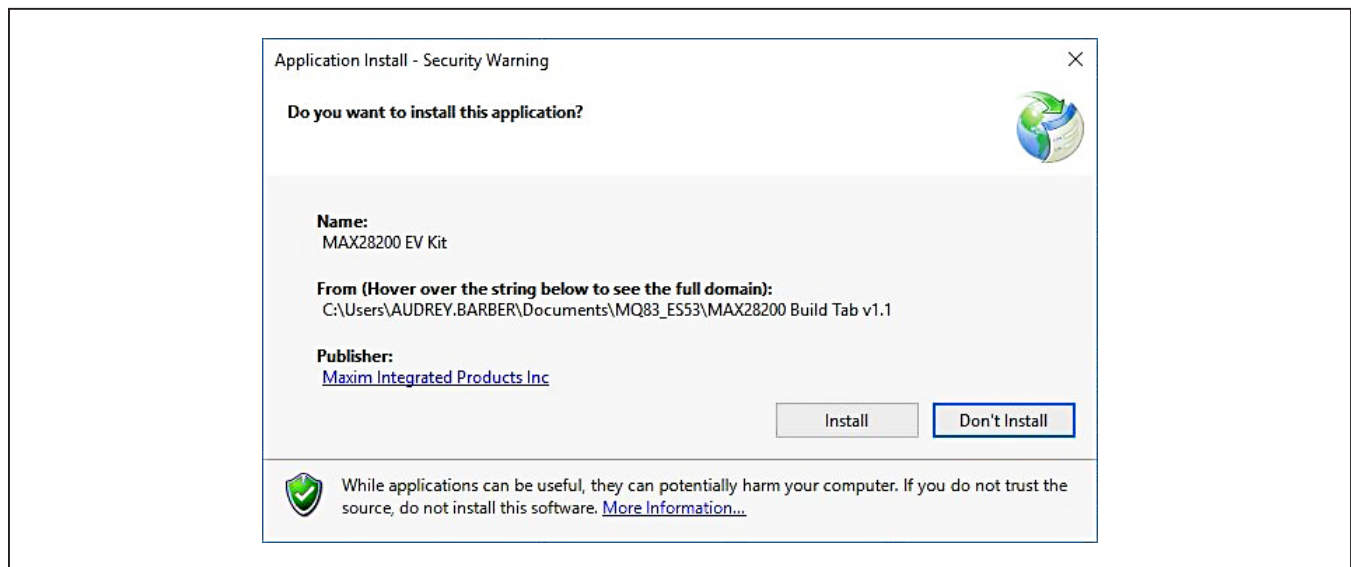 Application Install - Security Warning
Do you want to install this application?
Name:
MAX28200 EV Kit
From (Hover over the string below to see the full domain):
C:\Users\AUDREY.BARBER\Documents\MQ83_ES53\MAX28200 Build Tab v1.1
Publisher:
Maxim Integrated Products Inc
Install
Don't Install
While applications can be useful, they can potentially harm your computer. If you do not trust the
source, do not install this software. More Information...